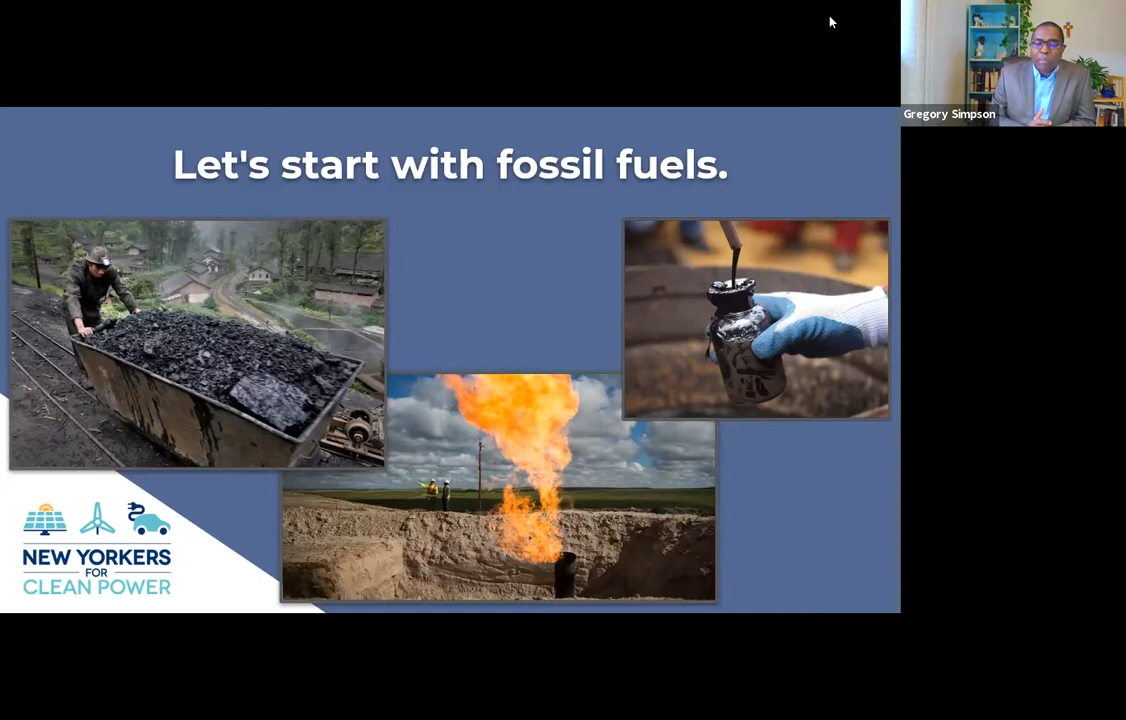 Gregory Simpson
Let's start with fossil fuels.
NEW YORKERS
FOR
CLEAN POWER